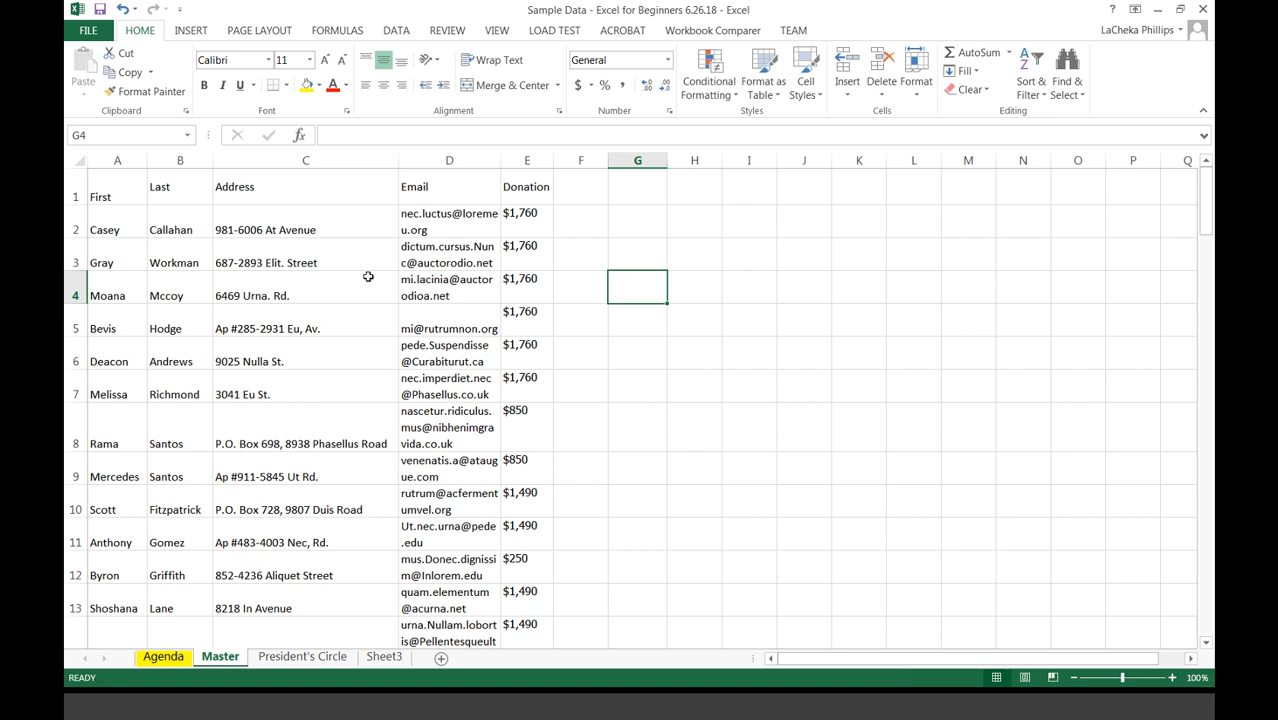 Sample Data - Excel for Beginners 6.26.18 - Excel
FILE HOME INSERT PAGE LAYOUT FORMULAS DATA REVIEW VIEW LOAD TEST ACROBAT Workbook Comparer TEAM LaCheka Phillips
Paste
Cut
Copy
Format Painter
Clipboard
Calibri 11
B I U
Font
Wrap Text
Merge & Center
Alignment
General
$ % ,
Number
Conditional Formatting
Format as Table
Cell Styles
Styles
Insert
Delete
Format
Cells
AutoSum
Fill
Clear
Sort & Filter
Find & Select
Editing
G4 fx
A B C D E F G H I J K L M N O P Q
1 First Last Address Email Donation
2 Casey Callahan 981-6006 At Avenue nec.luctus@loreme
u.org $1,760
3 Gray Workman 687-2893 Elit. Street dictum.cursus.Nun
c@auctorodio.net $1,760
4 Moana Mccoy 6469 Urna. Rd. mi.lacinia@auctor
odioa.net $1,760
5 Bevis Hodge Ap #285-2931 Eu, Av. mi@rutrumnon.org $1,760
6 Deacon Andrews 9025 Nulla St. pede.Suspendisse
@Curabiturut.ca $1,760
7 Melissa Richmond 3041 Eu St. nec.imperdiet.nec
@Phasellus.co.uk $1,760
8 Rama Santos P.O. Box 698, 8938 Phasellus Road nascetur.ridiculus.
mus@nibhenimgra
vida.co.uk $850
9 Mercedes Santos Ap #911-5845 Ut Rd. venenatis.a@ataug
ue.com $850
10 Scott Fitzpatrick P.O. Box 728, 9807 Duis Road rutrum@acferment
umvel.org $1,490
11 Anthony Gomez Ap #483-4003 Nec, Rd. Ut.nec.urna@pede
.edu $1,490
12 Byron Griffith 852-4236 Aliquet Street mus.Donec.dignissi
m@Inlorem.edu $250
13 Shoshana Lane 8218 In Avenue quam.elementum
@acurna.net $1,490
urna.Nullam.lobort
is@Pellentesqueult $1,490
Agenda Master President's Circle Sheet3
READY 100%